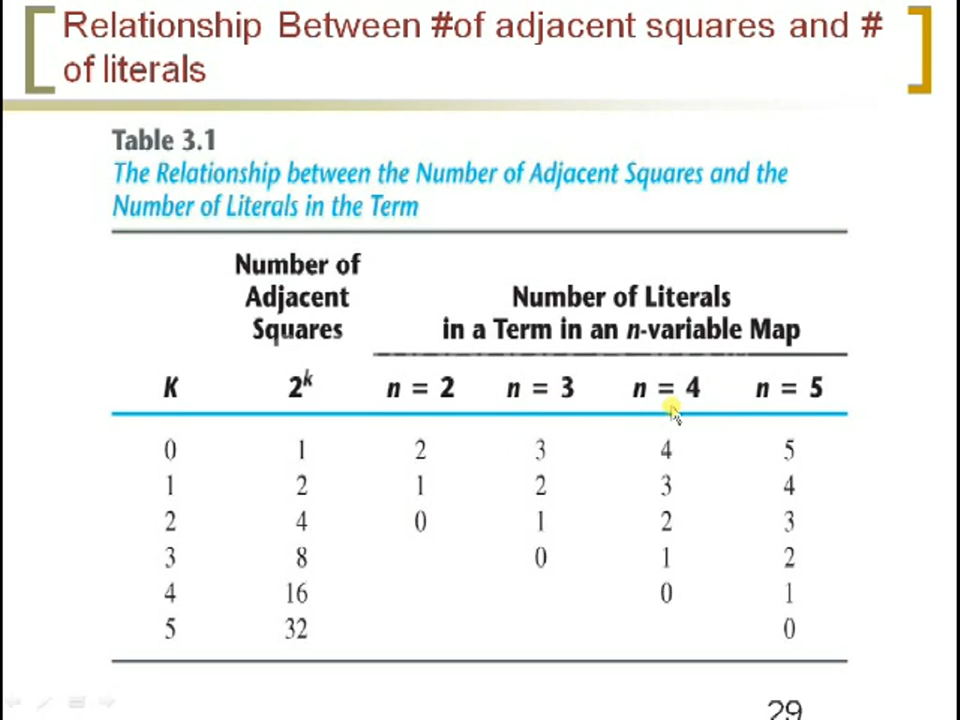 Relationship Between #of adjacent squares and #
of literals
Table 3.1
The Relationship between the Number of Adjacent Squares and the
Number of Literals in the Term
Number of
Adjacent
Squares
Number of Literals
in a Term in an n-variable Map
K 2^k n = 2 n = 3 n = 4 n = 5
0 1 2 3 4 5
1 2 1 2 3 4
2 4 0 1 2 3
3 8 0 1 2
4 16 0 1
5 32 0
29